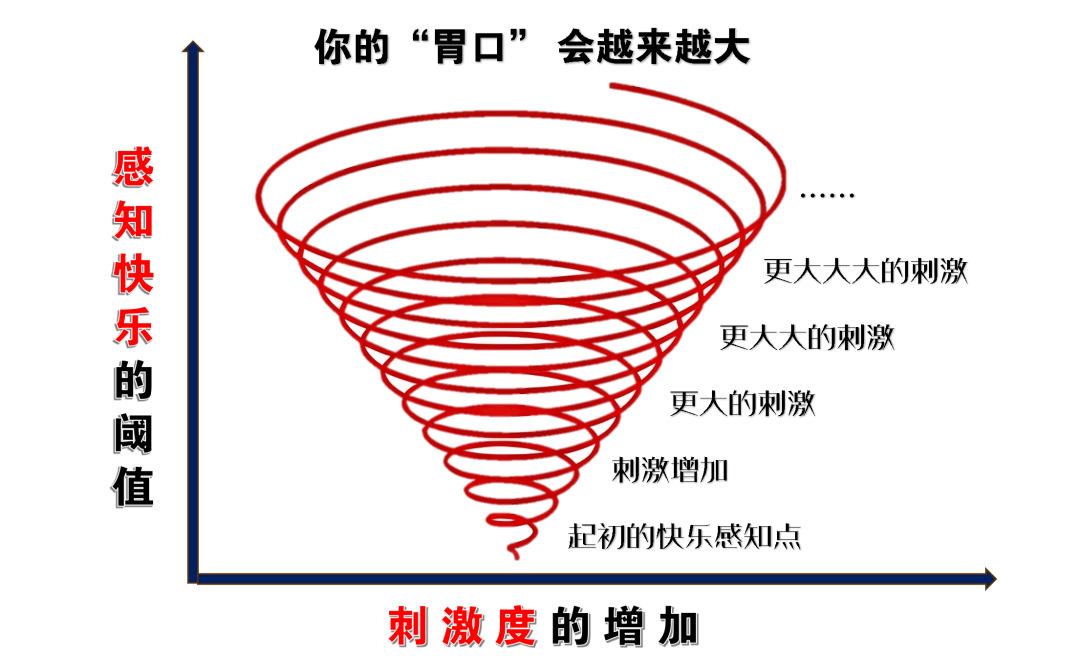 你的“胃口” 会越来越大
感知快乐的阈值
……
更大大大的刺激
更大大的刺激
更大的刺激
刺激增加
起初的快乐感知点
刺激度的增加